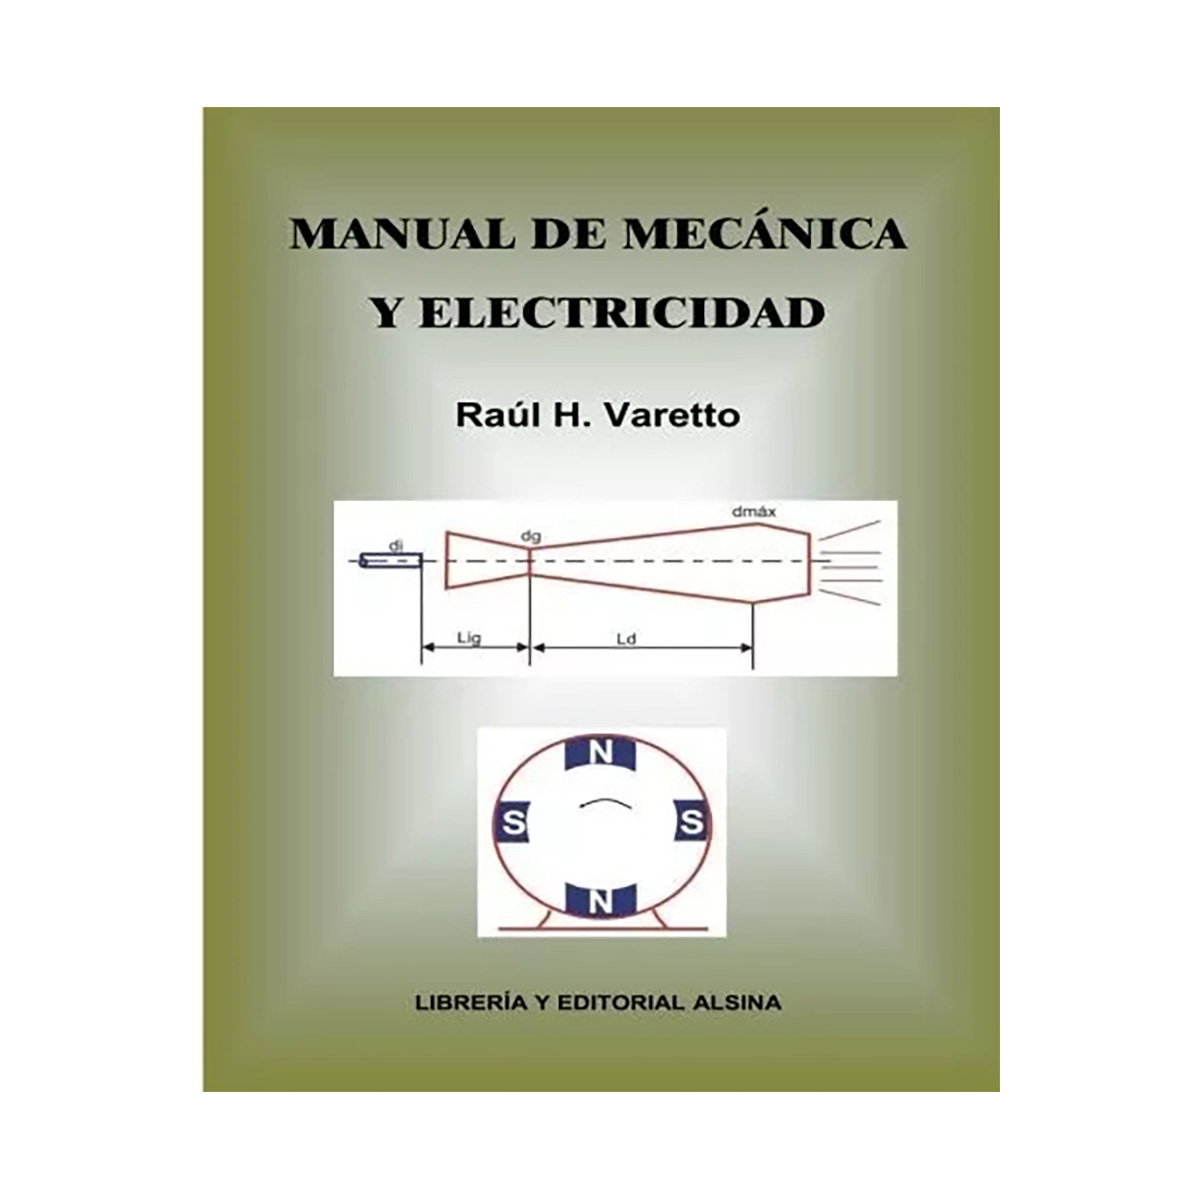 MANUAL DE MECÁNICA
Y ELECTRICIDAD
Raúl H. Varetto
dmáx
dg
di
Lig
Ld
N
S
S
N
LIBRERÍA Y EDITORIAL ALSINA